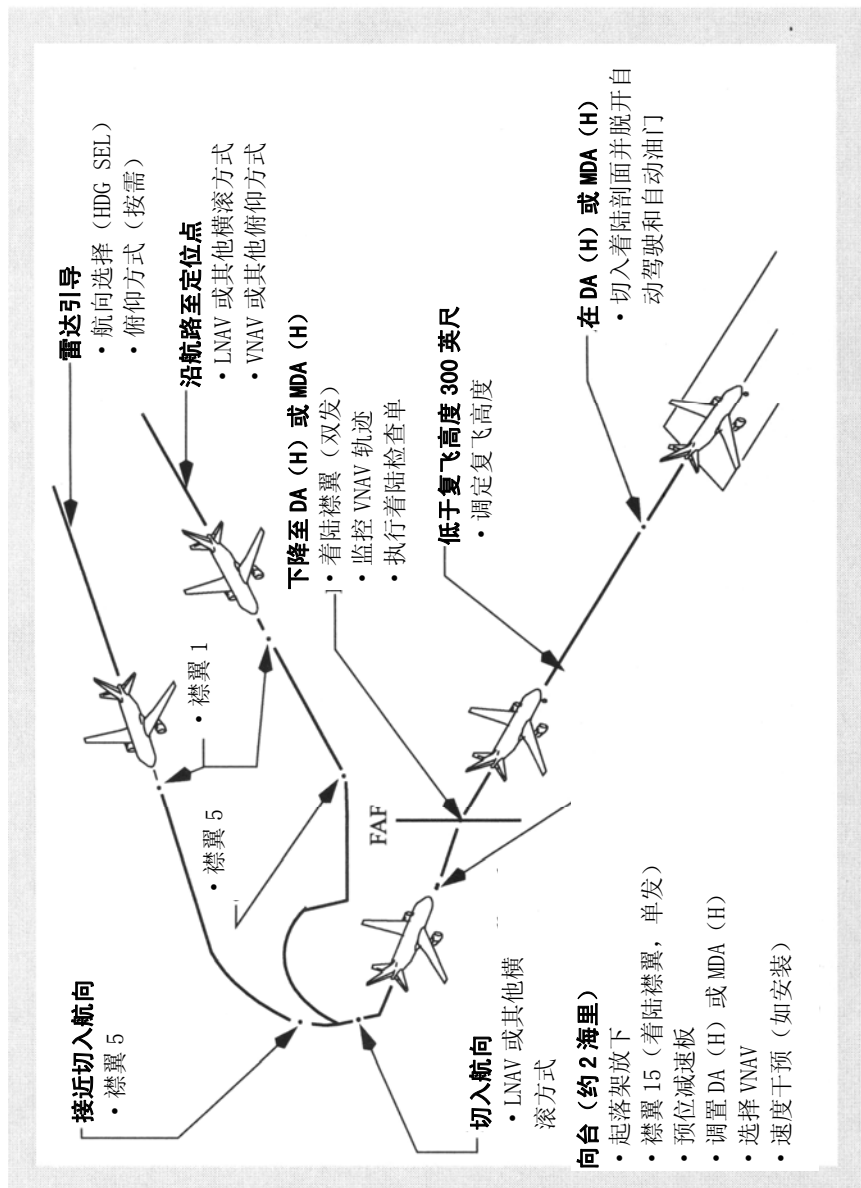 雷达引导
• 航向选择（HDG SEL）
• 俯仰方式（按需）
沿航路至定位点
• LNAV 或其他横滚方式
• VNAV 或其他俯仰方式
• 襟翼 1
• 襟翼 5
接近切入航向
• 襟翼 5
切入航向
• LNAV 或其他横
滚方式
向台（约 2 海里）
• 起落架放下
• 襟翼 15（着陆襟翼，单发）
• 预位减速板
• 调置 DA（H）或 MDA（H）
• 选择 VNAV
• 速度干预（如安装）
FAF
下降至 DA（H）或 MDA（H）
• 着陆襟翼（双发）
• 监控 VNAV 轨迹
• 执行着陆检查单
低于复飞高度 300 英尺
• 调定复飞高度
在 DA（H）或 MDA（H）
• 切入着陆剖面并脱开自
动驾驶和自动油门